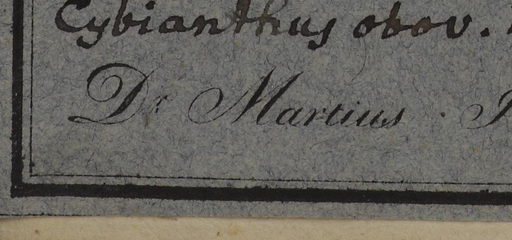 Cybianthus obov.
Dr Martius.